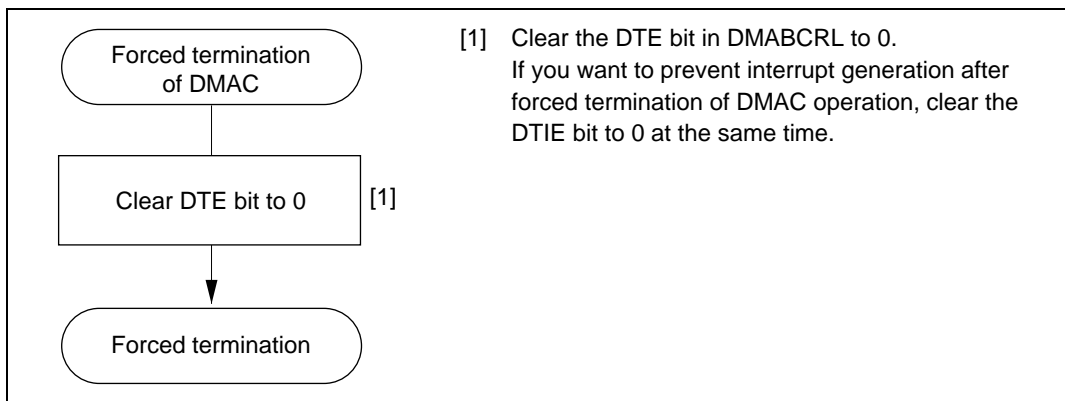 Forced termination
of DMAC
Clear DTE bit to 0
[1]
Forced termination
[1] Clear the DTE bit in DMABCRL to 0.
If you want to prevent interrupt generation after
forced termination of DMAC operation, clear the
DTIE bit to 0 at the same time.